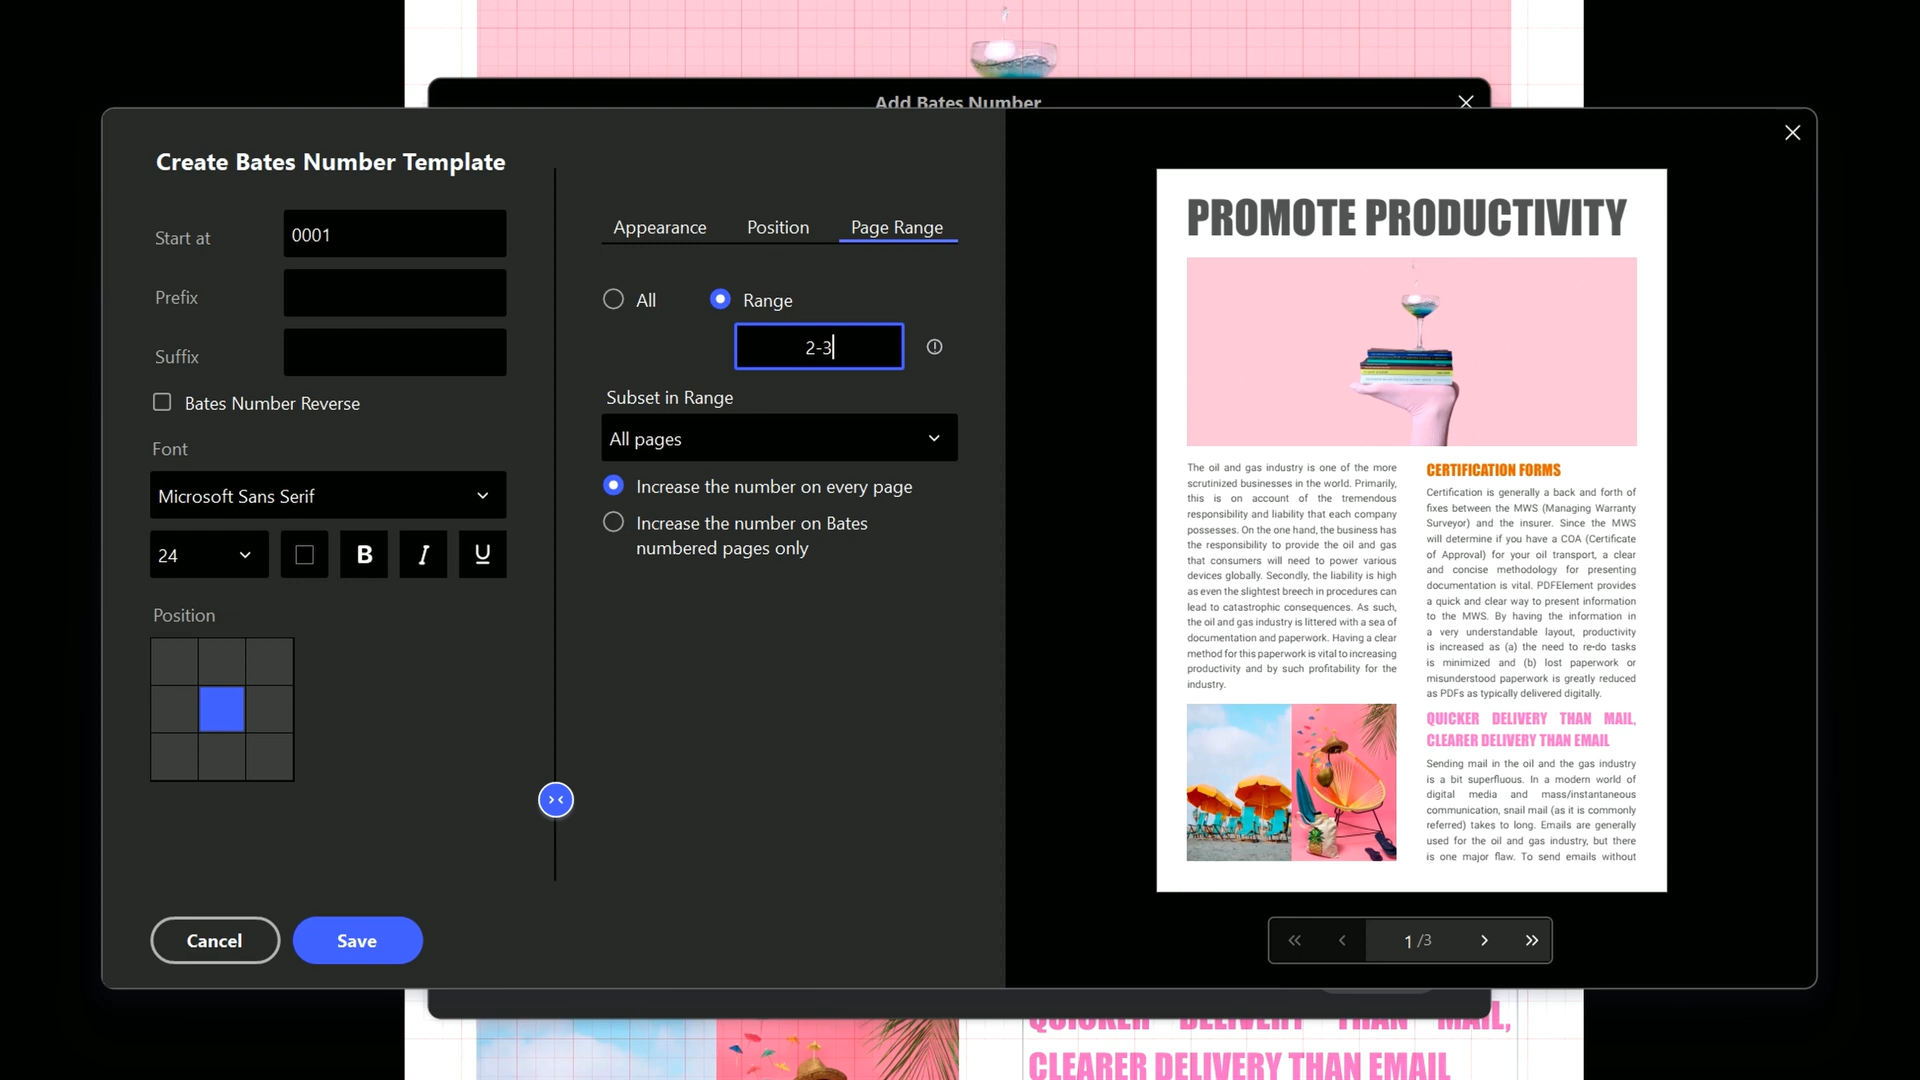 Add Bates Number
Create Bates Number Template
Start at
0001
Prefix
Suffix
Bates Number Reverse
Font
Microsoft Sans Serif
24
B
I
U
Position
Cancel
Save
Appearance
Position
Page Range
All
Range
2-3
Subset in Range
All pages
Increase the number on every page
Increase the number on Bates
numbered pages only
PROMOTE PRODUCTIVITY
The oil and gas industry is one of the more
scrutinized businesses in the world. Primarily,
this is on account of the tremendous
responsibility and liability that each company
possesses. On the one hand, the business has
the responsibility to provide the oil and gas
that consumers will need to power various
devices globally. Secondly, the liability is high
as even the slightest breech in procedures can
lead to catastrophic consequences. As such,
the oil and gas industry is littered with a sea of
documentation and paperwork. Having a clear
method for this paperwork is vital to increasing
productivity and by such profitability for the
industry.
CERTIFICATION FORMS
Certification is generally a back and forth of
fixes between the MWS (Managing Warranty
Surveyor) and the insurer. Since the MWS
will determine if you have a COA (Certificate
of Approval) for your oil transport, a clear
and concise methodology for presenting
documentation is vital. PDFElement provides
a quick and clear way to present information
to the MWS. By having the information in
a very understandable layout, productivity
is increased as (a) the need to re-do tasks
is minimized and (b) lost paperwork or
misunderstood paperwork is greatly reduced
as PDFs as typically delivered digitally.
QUICKER DELIVERY THAN MAIL,
CLEARER DELIVERY THAN EMAIL
Sending mail in the oil and the gas industry
is a bit superfluous. In a modern world of
digital media and mass/instantaneous
communication, snail mail (as it is commonly
referred) takes to long. Emails are generally
used for the oil and gas industry, but there
is one major flaw. To send emails without
1 /3
QUICKER DELIVERY THAN MAIL,
CLEARER DELIVERY THAN EMAIL